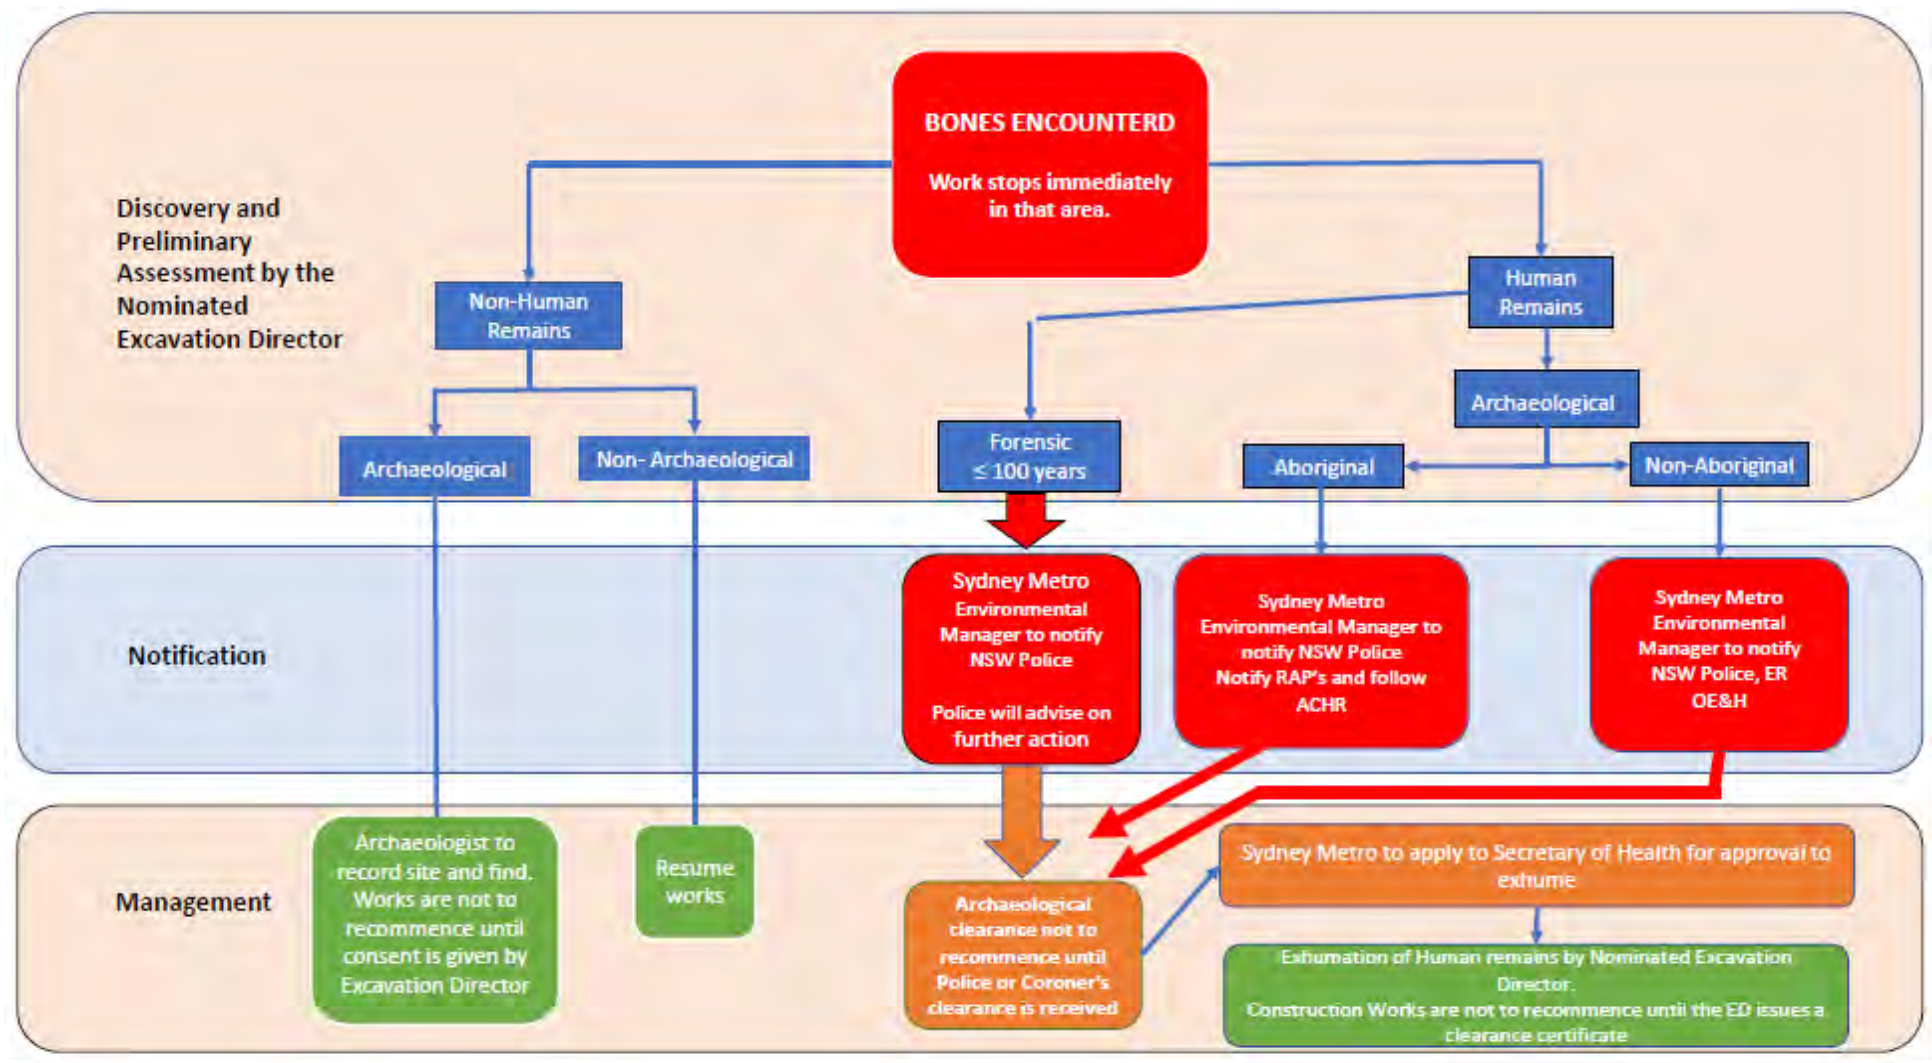 BONES ENCOUNTERD
Work stops immediately
in that area.
Discovery and
Preliminary
Assessment by the
Nominated
Excavation Director
Non-Human
Remains
Human
Remains
Archaeological
Archaeological
Non- Archaeological
Forensic
≤ 100 years
Aboriginal
Non-Aboriginal
Notification
Sydney Metro
Environmental
Manager to notify
NSW Police
Police will advise on
further action
Sydney Metro
Environmental Manager to
notify NSW Police
Notify RAP's and follow
ACHR
Sydney Metro
Environmental
Manager to notify
NSW Police, ER
OE&H
Management
Archaeologist to
record site and find.
Works are not to
recommence until
consent is given by
Excavation Director
Resume
works
Archaeological
clearance not to
recommence until
Police or Coroner's
clearance is received
Sydney Metro to apply to Secretary of Health for approval to
exhume
Exhumation of Human remains by Nominated Excavation
Director.
Construction Works are not to recommence until the ED issues a
clearance certificate